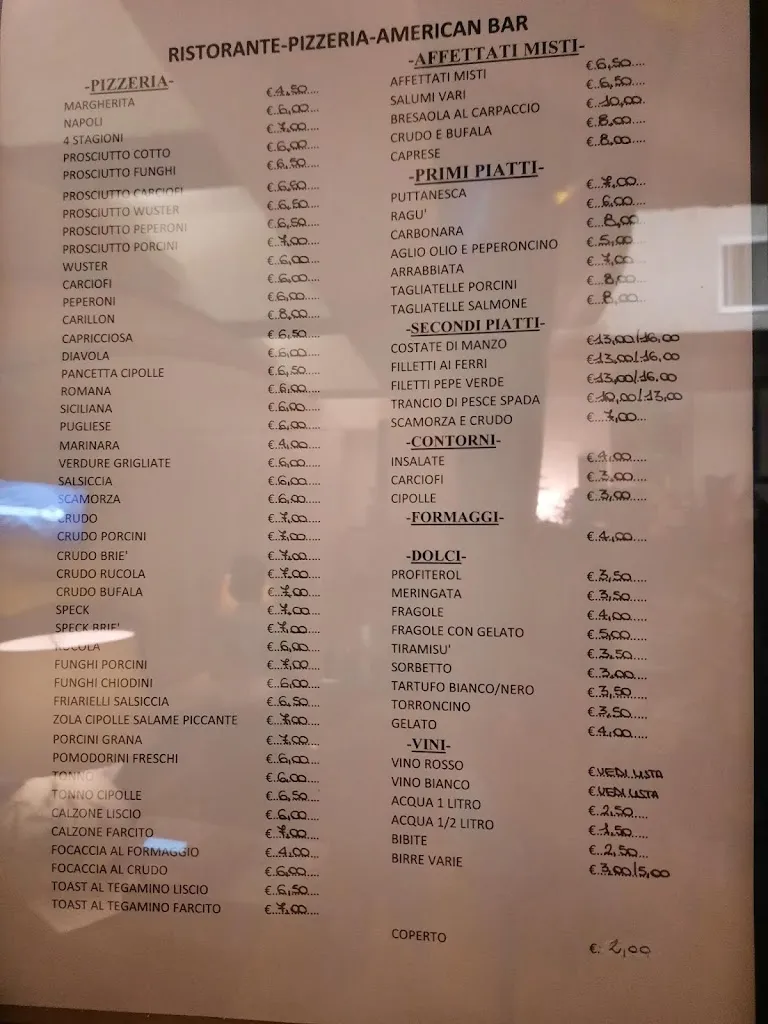 RISTORANTE-PIZZERIA-AMERICAN BAR
-PIZZERIA-
MARGHERITA €.4,50....
NAPOLI €.6,00....
4 STAGIONI €..7,00....
PROSCIUTTO COTTO €.6,00....
PROSCIUTTO FUNGHI €.6,50....
PROSCIUTTO CARCIOFI €.6,50....
PROSCIUTTO WUSTER €.6,50....
PROSCIUTTO PEPERONI €.6,50....
PROSCIUTTO PORCINI €..7,00....
WUSTER €.6,00....
CARCIOFI €.6,00....
PEPERONI €.6,00....
CARILLON €..8,00....
CAPRICCIOSA €.6,50....
DIAVOLA €.6,00....
PANCETTA CIPOLLE €.6,50....
ROMANA €.6,00....
SICILIANA €.6,00....
PUGLIESE €.6,00....
MARINARA €.4,00....
VERDURE GRIGLIATE €.6,00....
SALSICCIA €.6,00....
SCAMORZA €.6,00....
CRUDO €..7,00....
CRUDO PORCINI €..7,00....
CRUDO BRIE' €..7,00....
CRUDO RUCOLA €..7,00....
CRUDO BUFALA €..7,00....
SPECK €..7,00....
SPECK BRIE' €..7,00....
RUCOLA €.6,00....
FUNGHI PORCINI €..7,00....
FUNGHI CHIODINI €.6,00....
FRIARIELLI SALSICCIA €.6,50....
ZOLA CIPOLLE SALAME PICCANTE
PORCINI GRANA €..7,00....
POMODORINI FRESCHI €.6,00....
TONNO €.6,00....
TONNO CIPOLLE €.6,50....
CALZONE LISCIO €.6,00....
CALZONE FARCITO €..7,00....
FOCACCIA AL FORMAGGIO €.4,00....
FOCACCIA AL CRUDO €.6,00....
TOAST AL TEGAMINO LISCIO €.6,50....
TOAST AL TEGAMINO FARCITO €..7,00....
-AFFETTATI MISTI-
AFFETTATI MISTI €.6,50....
SALUMI VARI €.6,50....
BRESAOLA AL CARPACCIO €..10,00.
CRUDO E BUFALA €..8,00....
CAPRESE €..8,00....
-PRIMI PIATTI-
PUTTANESCA €...7,00....
RAGU' €...6,00....
CARBONARA €....8,00....
AGLIO OLIO E PEPERONCINO €..5,00....
ARRABBIATA €...7,00....
TAGLIATELLE PORCINI €...8,00....
TAGLIATELLE SALMONE €...8,00....
-SECONDI PIATTI-
COSTATE DI MANZO €13,00/16,00
FILLETTI AI FERRI €13,00/16,00
FILETTI PEPE VERDE €13,00/16,00
TRANCIO DI PESCE SPADA €10,00/13,00
SCAMORZA E CRUDO €...7,00....
-CONTORNI-
INSALATE €.4,00....
CARCIOFI €.3,00....
CIPOLLE €.3,00....
-FORMAGGI- €.4,00....
-DOLCI-
PROFITEROL €.3,50....
MERINGATA €.3,50....
FRAGOLE €.4,00....
FRAGOLE CON GELATO €.5,00....
TIRAMISU' €.3,50....
SORBETTO €.3,00....
TARTUFO BIANCO/NERO €.3,50....
TORRONCINO €.3,50....
GELATO €.4,00....
-VINI-
VINO ROSSO €.VEDI LISTA
VINO BIANCO €.VEDI LISTA
ACQUA 1 LITRO €..2,50....
ACQUA 1/2 LITRO €..1,50....
BIBITE €..2,50....
BIRRE VARIE €.3,00/5,00
COPERTO €. 2,00